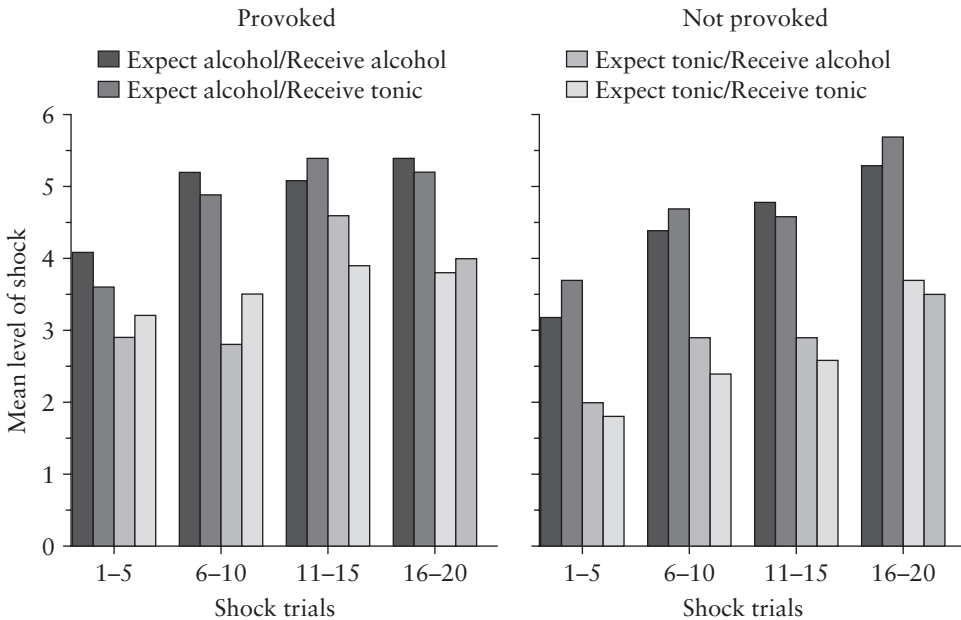 Provoked
Not provoked
Expect alcohol/Receive alcohol
Expect alcohol/Receive tonic
Expect tonic/Receive alcohol
Expect tonic/Receive tonic
Mean level of shock
6
5
4
3
2
1
0
1–5 6–10 11–15 16–20
Shock trials
1–5 6–10 11–15 16–20
Shock trials